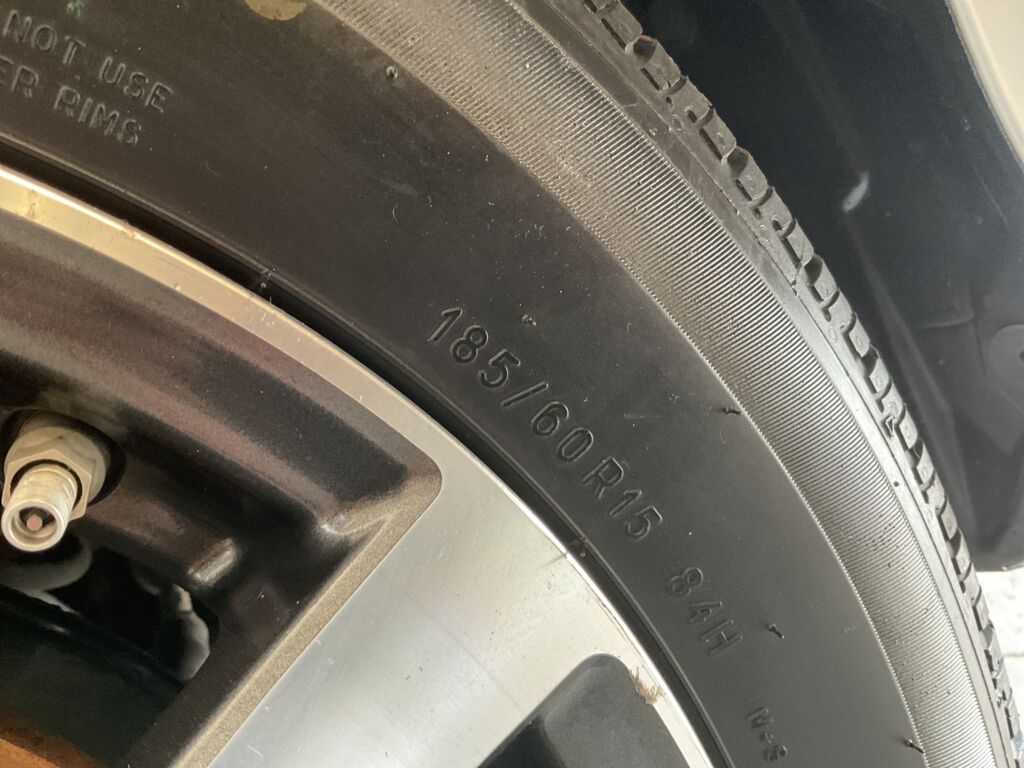 NOT USE
ER RIMS
185/60R15 84H M+S